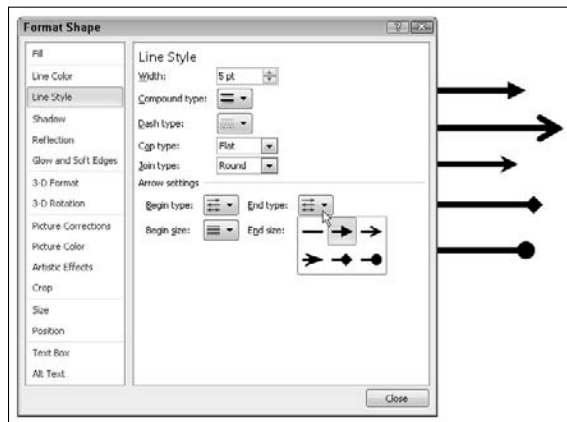 Format Shape
Fill
Line Color
Line Style
Shadow
Reflection
Glow and Soft Edges
3-D Format
3-D Rotation
Picture Corrections
Picture Color
Artistic Effects
Crop
Size
Position
Text Box
Alt Text
Line Style
Width: 5 pt
Compound type:
Dash type:
Cap type: Flat
Join type: Round
Arrow settings
Begin type: End type:
Begin size: End size:
Close